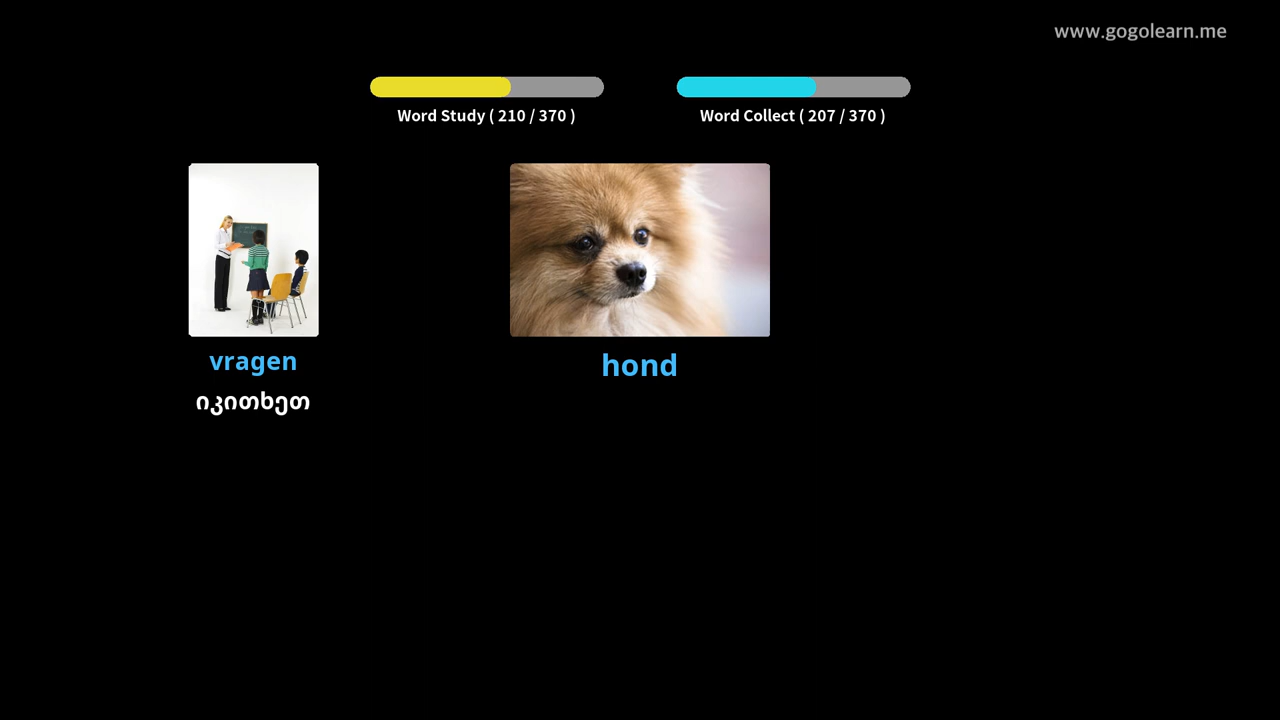 www.gogolearn.me
Word Study ( 210 / 370 )
Word Collect ( 207 / 370 )
vragen
იკითხეთ
hond